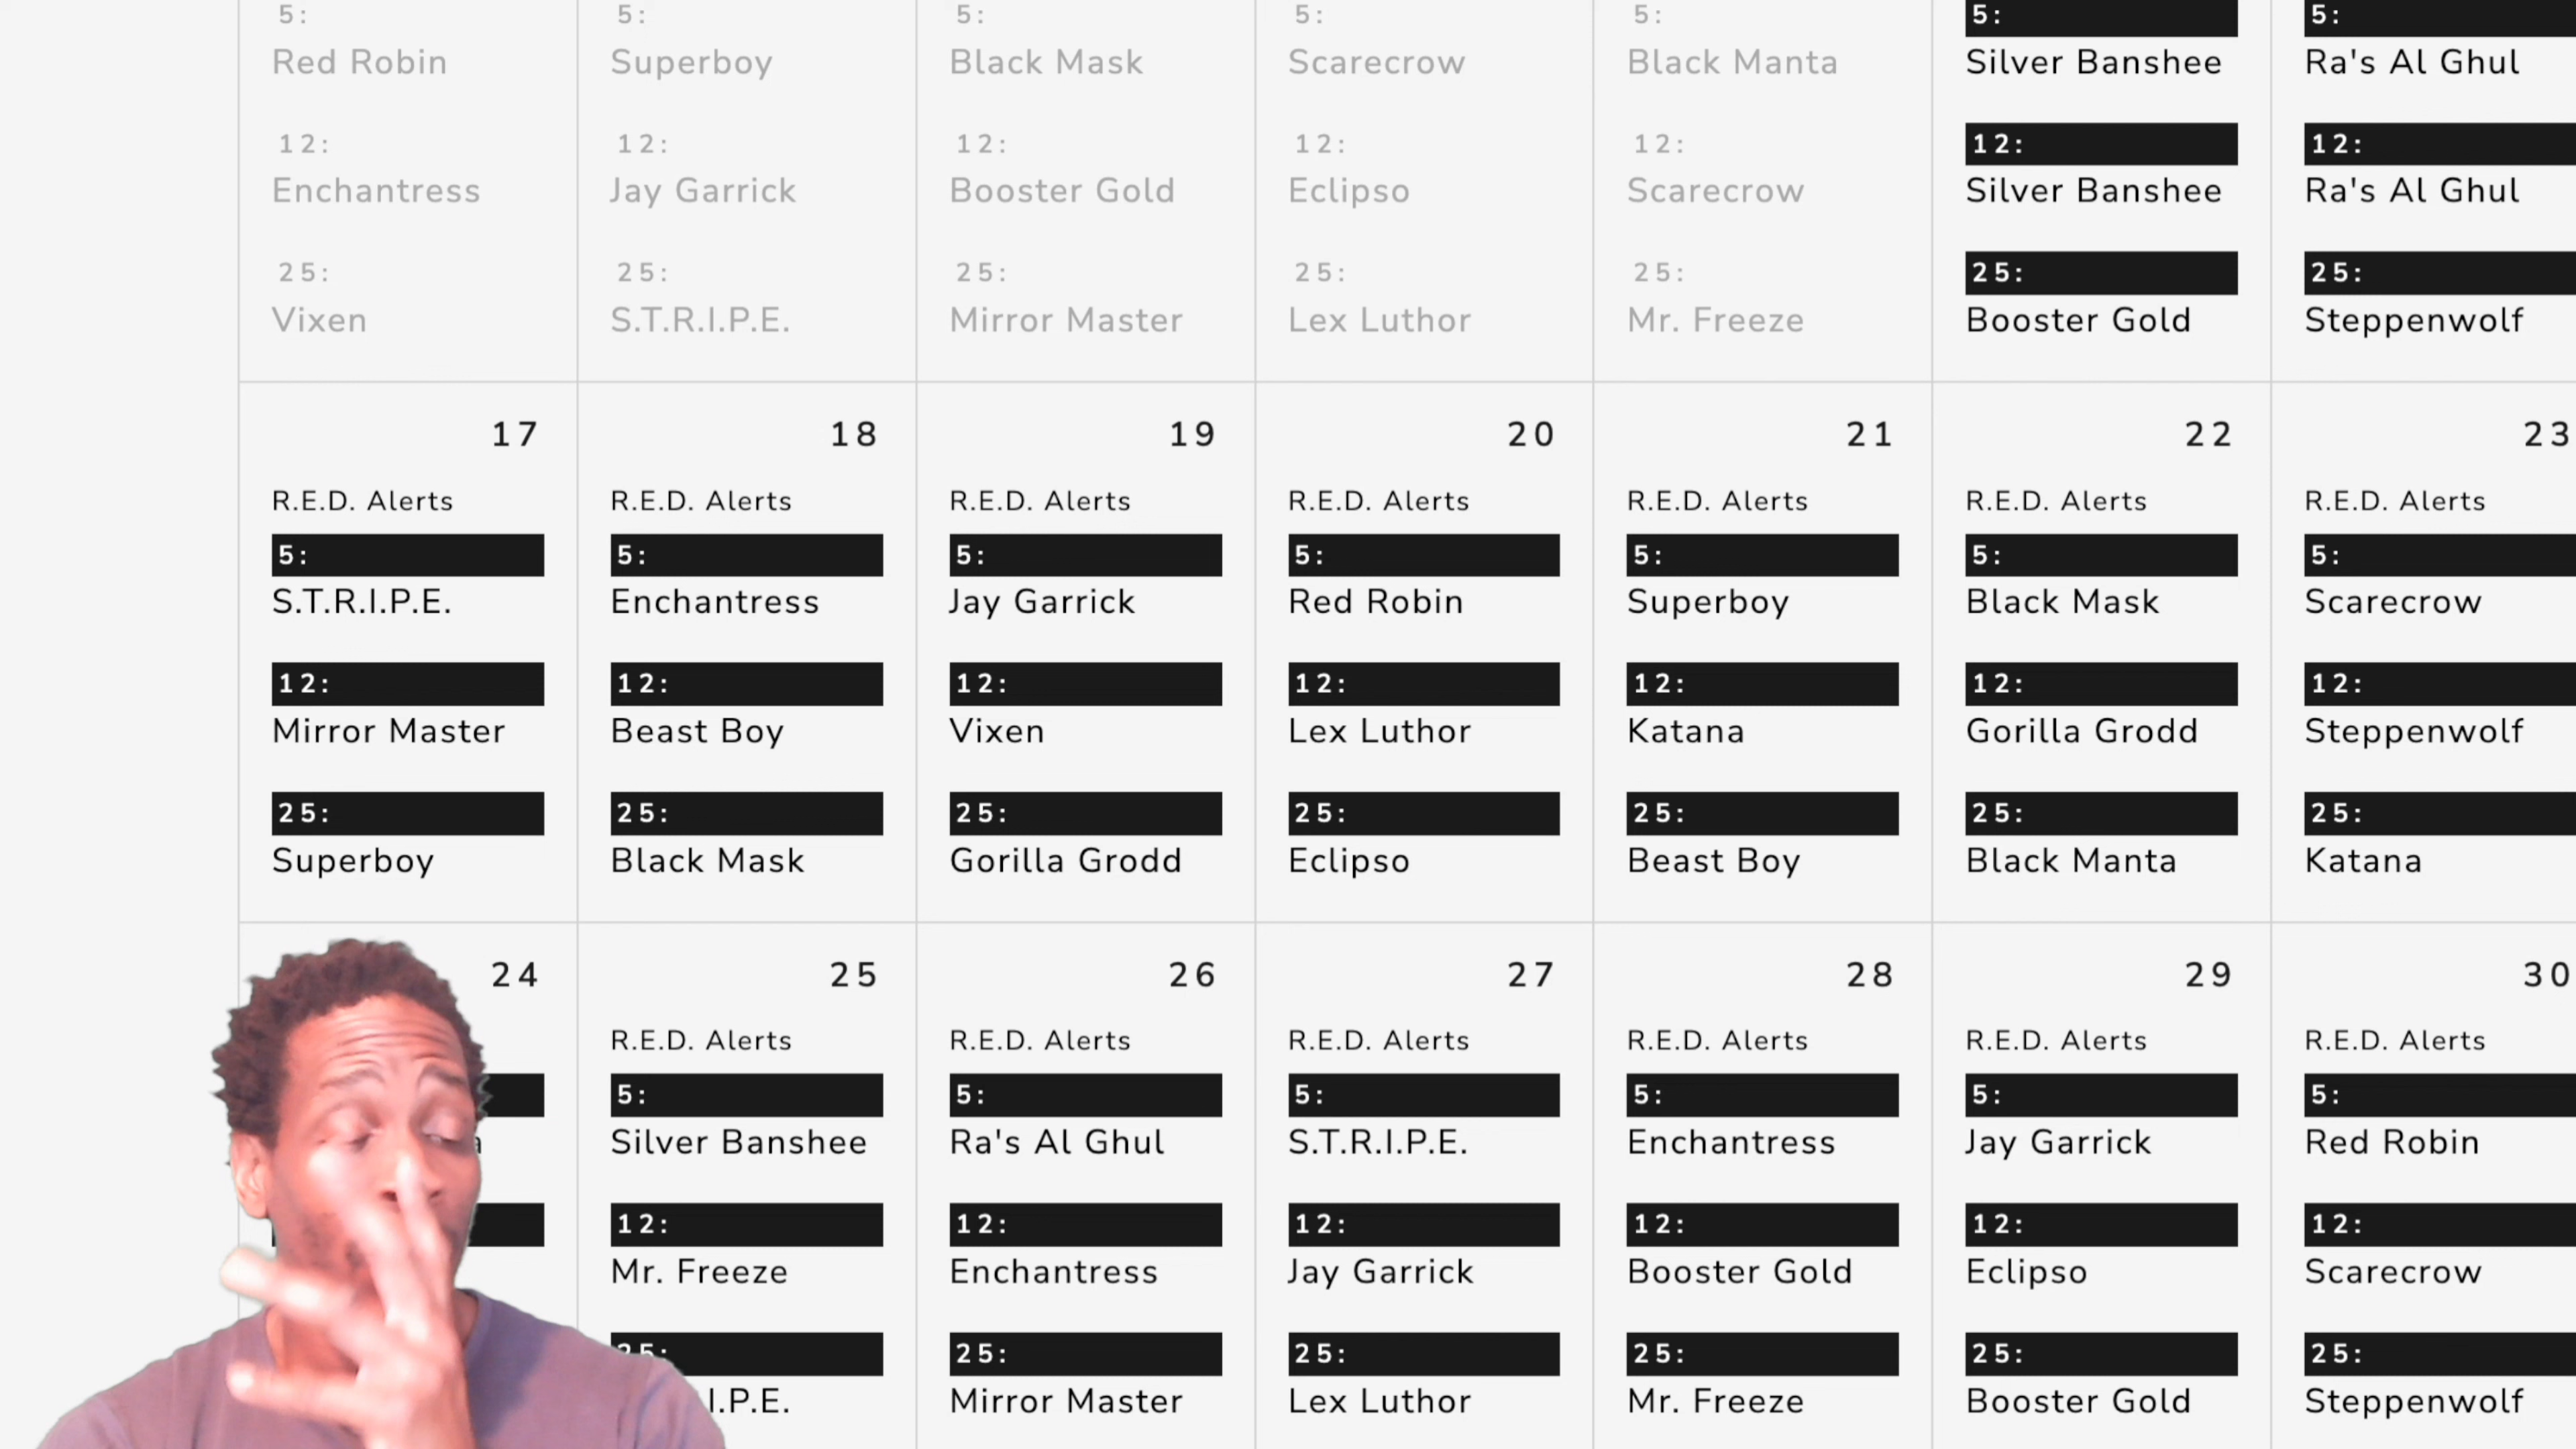 5:
Red Robin
12:
Enchantress
25:
Vixen
5:
Superboy
12:
Jay Garrick
25:
S.T.R.I.P.E.
5:
Black Mask
12:
Booster Gold
25:
Mirror Master
5:
Scarecrow
12:
Eclipso
25:
Lex Luthor
5:
Black Manta
12:
Scarecrow
25:
Mr. Freeze
5:
Silver Banshee
12:
Silver Banshee
25:
Booster Gold
5:
Ra's Al Ghul
12:
Ra's Al Ghul
25:
Steppenwolf
17
R.E.D. Alerts
5:
S.T.R.I.P.E.
12:
Mirror Master
25:
Superboy
18
R.E.D. Alerts
5:
Enchantress
12:
Beast Boy
25:
Black Mask
19
R.E.D. Alerts
5:
Jay Garrick
12:
Vixen
25:
Gorilla Grodd
20
R.E.D. Alerts
5:
Red Robin
12:
Lex Luthor
25:
Eclipso
21
R.E.D. Alerts
5:
Superboy
12:
Katana
25:
Beast Boy
22
R.E.D. Alerts
5:
Black Mask
12:
Gorilla Grodd
25:
Black Manta
23
R.E.D. Alerts
5:
Scarecrow
12:
Steppenwolf
25:
Katana
24
25
R.E.D. Alerts
5:
Silver Banshee
12:
Mr. Freeze
25:
I.P.E.
26
R.E.D. Alerts
5:
Ra's Al Ghul
12:
Enchantress
25:
Mirror Master
27
R.E.D. Alerts
5:
S.T.R.I.P.E.
12:
Jay Garrick
25:
Lex Luthor
28
R.E.D. Alerts
5:
Enchantress
12:
Booster Gold
25:
Mr. Freeze
29
R.E.D. Alerts
5:
Jay Garrick
12:
Eclipso
25:
Booster Gold
30
R.E.D. Alerts
5:
Red Robin
12:
Scarecrow
25:
Steppenwolf